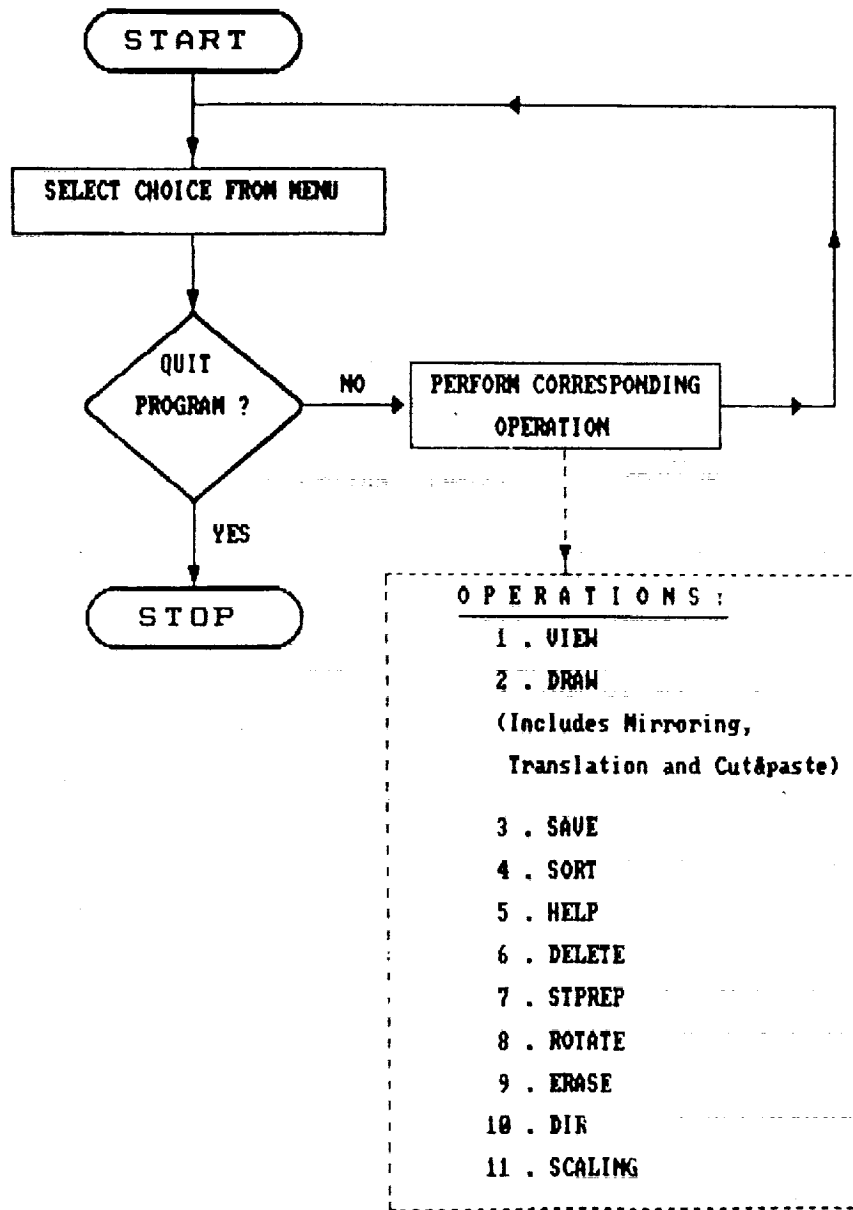 START
SELECT CHOICE FROM MENU
QUIT
PROGRAM ?
NO
PERFORM CORRESPONDING
OPERATION
YES
STOP
O P E R A T I O N S :
1 . VIEW
2 . DRAW
(Includes Mirroring,
Translation and Cut&paste)
3 . SAVE
4 . SORT
5 . HELP
6 . DELETE
7 . STPREP
8 . ROTATE
9 . ERASE
10 . DIR
11 . SCALING